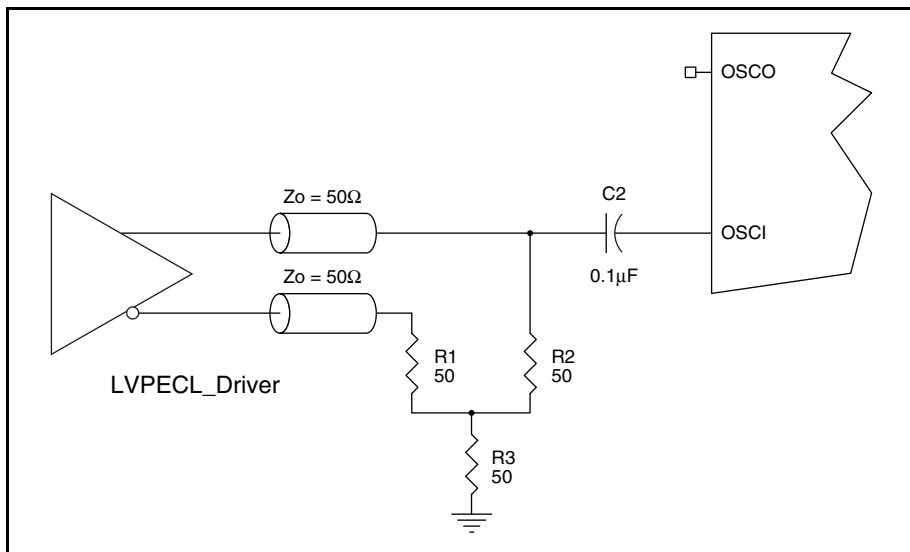 OSCO
Zo = 50Ω
C2
OSCI
Zo = 50Ω
0.1μF
R1
50
R2
50
LVPECL_Driver
R3
50